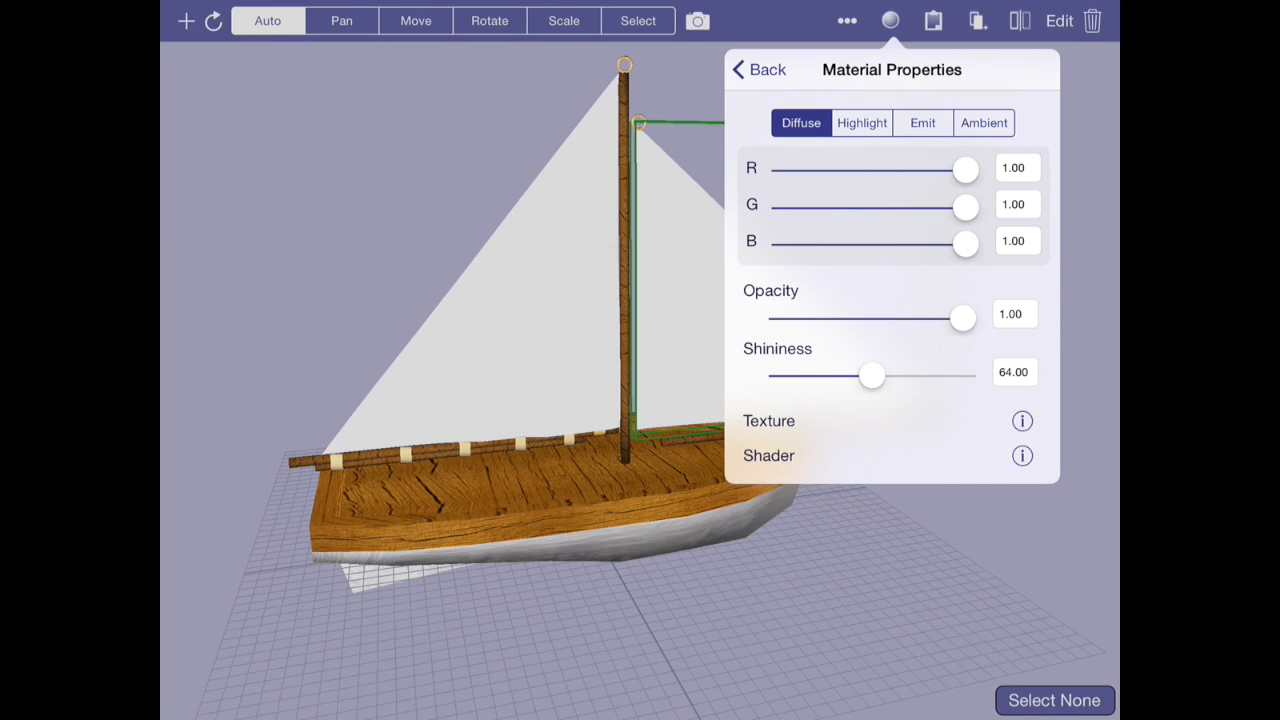 Auto Pan Move Rotate Scale Select Edit
Back Material Properties
Diffuse Highlight Emit Ambient
R 1.00
G 1.00
B 1.00
Opacity
1.00
Shininess
64.00
Texture
Shader
Select None